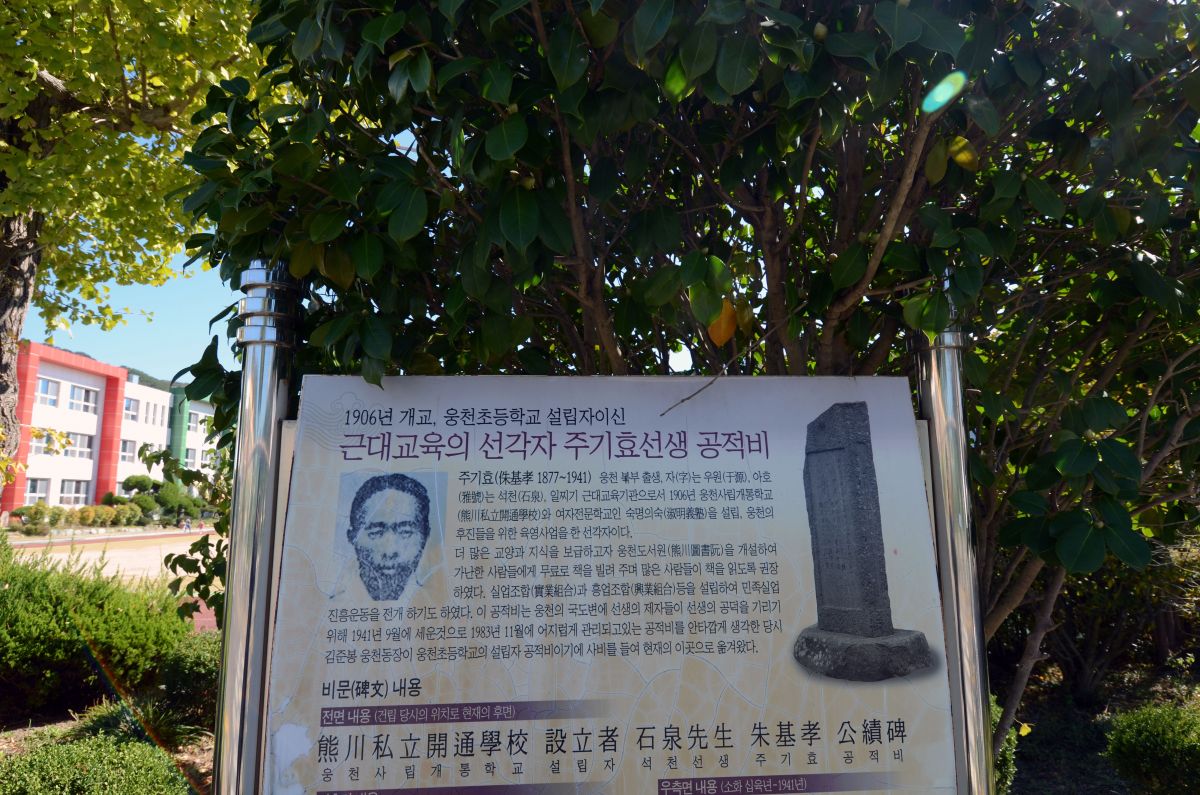 1906년 개교, 웅천초등학교 설립자이신
근대교육의 선각자 주기효선생 공적비
주기효(侏基孝 1877~1941) 웅천 북부 출생, 자(字)는 우원(于源), 아호
(雅號)는 석천(石泉), 일찌기 근대교육기관으로서 1906년 웅천사립개통학교
(熊川私立開通學校)와 여자전문학교인 숙명의숙(淑明義塾)을 설립, 웅천의
후진들을 위한 육영사업을 한 선각자이다.
더 많은 교양과 지식을 보급하고자 웅천도서원(熊川圖書阮)을 개설하여
가난한 사람들에게 무료로 책을 빌려 주며 많은 사람들이 책을 읽도록 권장
하였다. 실업조합(實業組合)과 흥업조합(興業組合)등을 설립하여 민족실업
진흥운동을 전개 하기도 하였다. 이 공적비는 웅천의 국도변에 선생의 제자들이 선생의 공덕을 기리기
위해 1941년 9월에 세운것으로 1983년 11월에 어지럽게 관리되고있는 공적비를 안타깝게 생각한 당시
김준봉 웅천동장이 웅천초등학교의 설립자 공적비이기에 사비를 들여 현재의 이곳으로 옮겨왔다.
비문(碑文) 내용
전면 내용 (건립 당시의 위치로 현재의 후면)
熊川私立開通學校 設立者 石泉先生 朱基孝 公績碑
웅천사립개통학교 설립자 석천선생 주기효 공적비
우측면 내용 (소화 십육년-1941년)